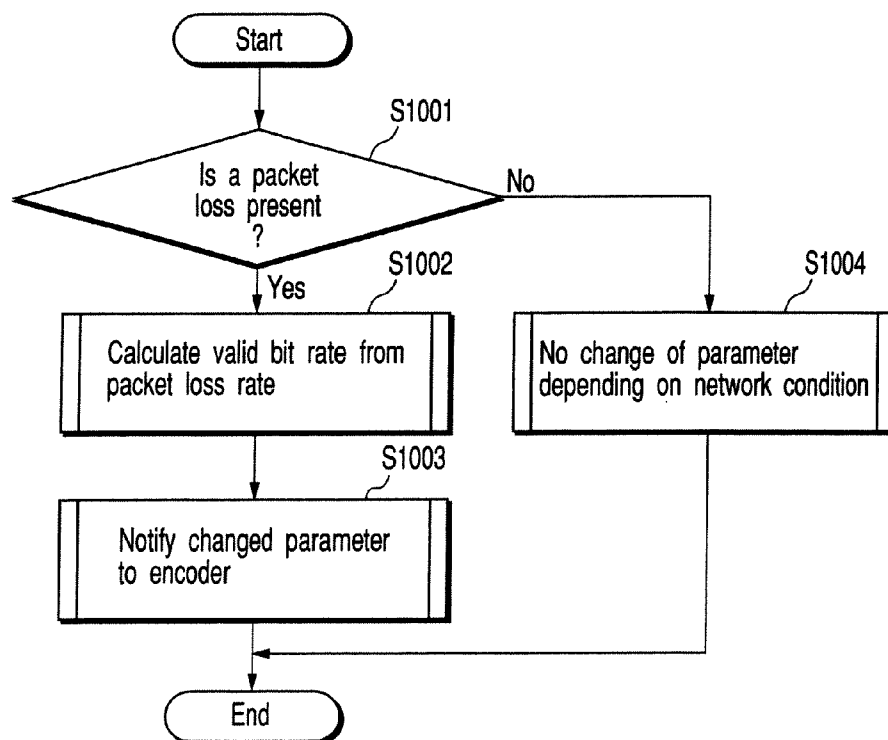 Start
S1001
Is a packet
loss present
?
No
Yes
S1002
Calculate valid bit rate from
packet loss rate
S1004
No change of parameter
depending on network condition
S1003
Notify changed parameter
to encoder
End